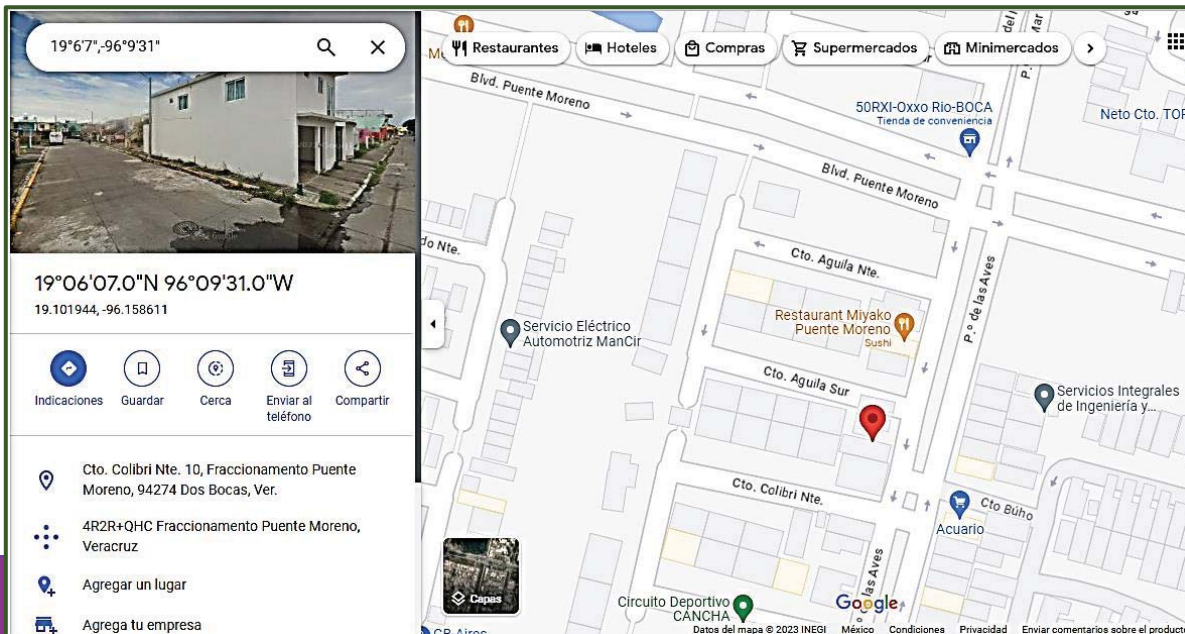 19°6'7",-96°9'31"
19°06'07.0"N 96°09'31.0"W
19.101944, -96.158611
Indicaciones
Guardar
Cerca
Enviar al
teléfono
Compartir
Cto. Colibri Nte. 10, Fraccionamento Puente
Moreno, 94274 Dos Bocas, Ver.
4R2R+QHC Fraccionamento Puente Moreno,
Veracruz
Agregar un lugar
Agrega tu empresa
Restaurantes
Hoteles
Compras
Supermercados
Minimercados
Blvd. Puente Moreno
50RXI-Oxxo Rio-BOCA
Tienda de conveniencia
Neto Cto. TOR
Blvd. Puente Moreno
do Nte.
Cto. Aguila Nte.
P.º de las Aves
Restaurant Miyako
Puente Moreno
Sushi
Servicio Eléctrico
Automotriz ManCir
Cto. Aguila Sur
Servicios Integrales
de Ingeniería y...
Cto. Colibri Nte.
Cto Búho
Acuario
de las Aves
Capas
Circuito Deportivo
CANCHA
Google
Datos del mapa © 2023 INEGI México Condiciones Privacidad Enviar comentarios sobre el producto